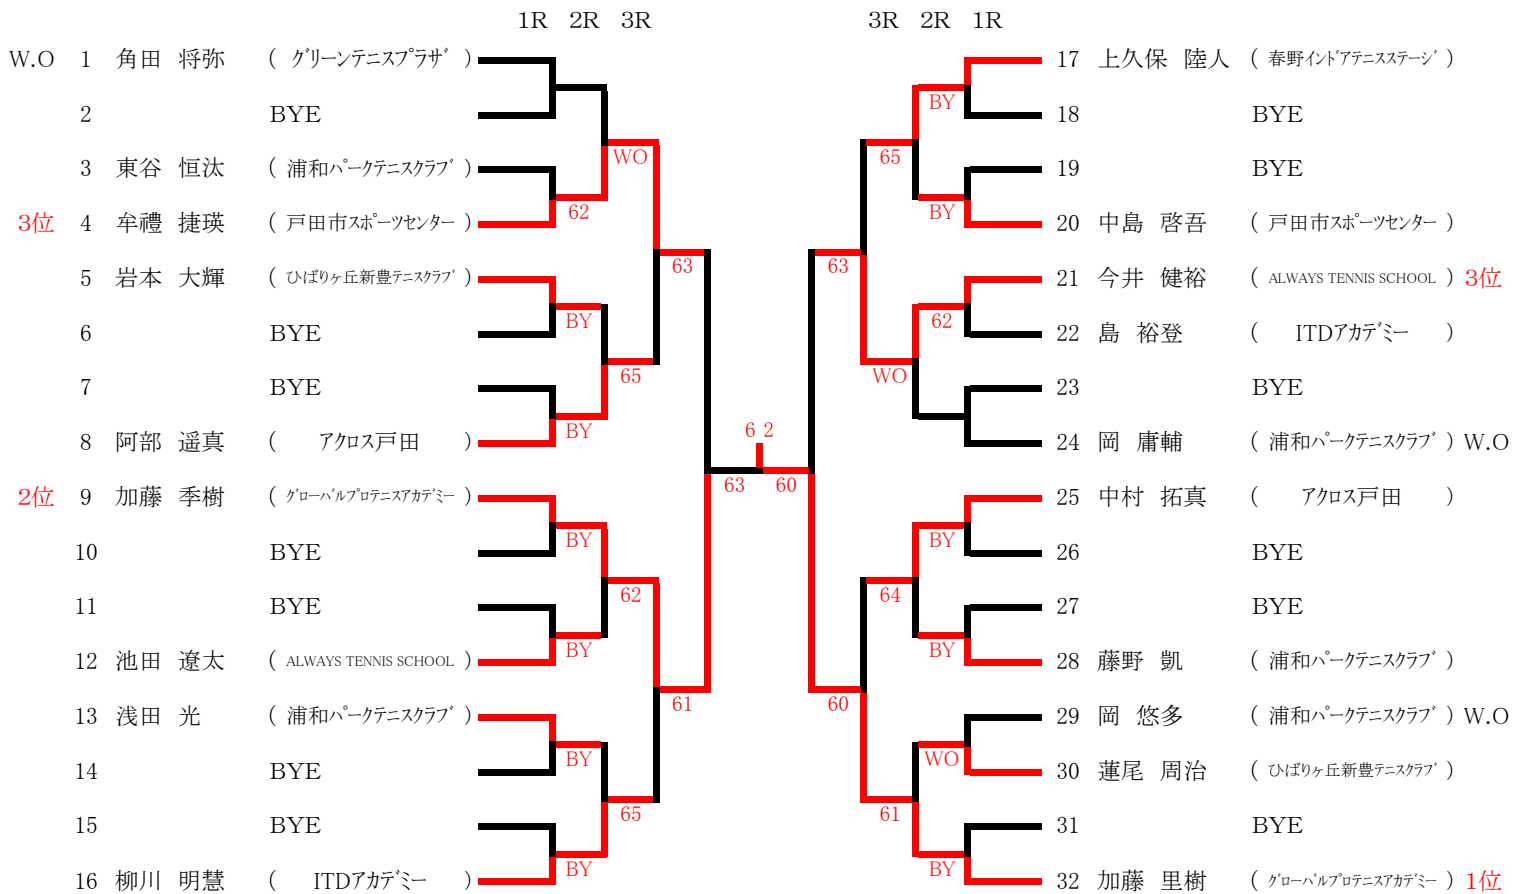 1R 2R 3R 3R 2R 1R
W.O 1 角田 将弥 ( グリーンテニスプラザ ) 17 上久保 陸人 ( 春野インドアテニスステージ )
BY
2 BYE 18 BYE
WO 65
3 東谷 恒汰 ( 浦和パークテニスクラブ ) 19 BYE
62 BY
3位 4 牟禮 捷瑛 ( 戸田市スポーツセンター ) 20 中島 啓吾 ( 戸田市スポーツセンター )
63 63
5 岩本 大輝 ( ひばりヶ丘新豊テニスクラブ ) 21 今井 健裕 ( ALWAYS TENNIS SCHOOL ) 3位
BY 62
6 BYE 22 島 裕登 ( ITDアカデミー )
65 WO
7 BYE 23 BYE
BY
8 阿部 遥真 ( アクロス戸田 ) 6 2 24 岡 庸輔 ( 浦和パークテニスクラブ ) W.O
63 60
2位 9 加藤 季樹 ( グローバルプロテニスアカデミー ) 25 中村 拓真 ( アクロス戸田 )
BY BY
10 BYE 26 BYE
62 64
11 BYE 27 BYE
BY BY
12 池田 遼太 ( ALWAYS TENNIS SCHOOL ) 28 藤野 凱 ( 浦和パークテニスクラブ )
61 60
13 浅田 光 ( 浦和パークテニスクラブ ) 29 岡 悠多 ( 浦和パークテニスクラブ ) W.O
BY WO
14 BYE 30 蓮尾 周治 ( ひばりヶ丘新豊テニスクラブ )
65 61
15 BYE 31 BYE
BY BY
16 柳川 明慧 ( ITDアカデミー ) 32 加藤 里樹 ( グローバルプロテニスアカデミー ) 1位